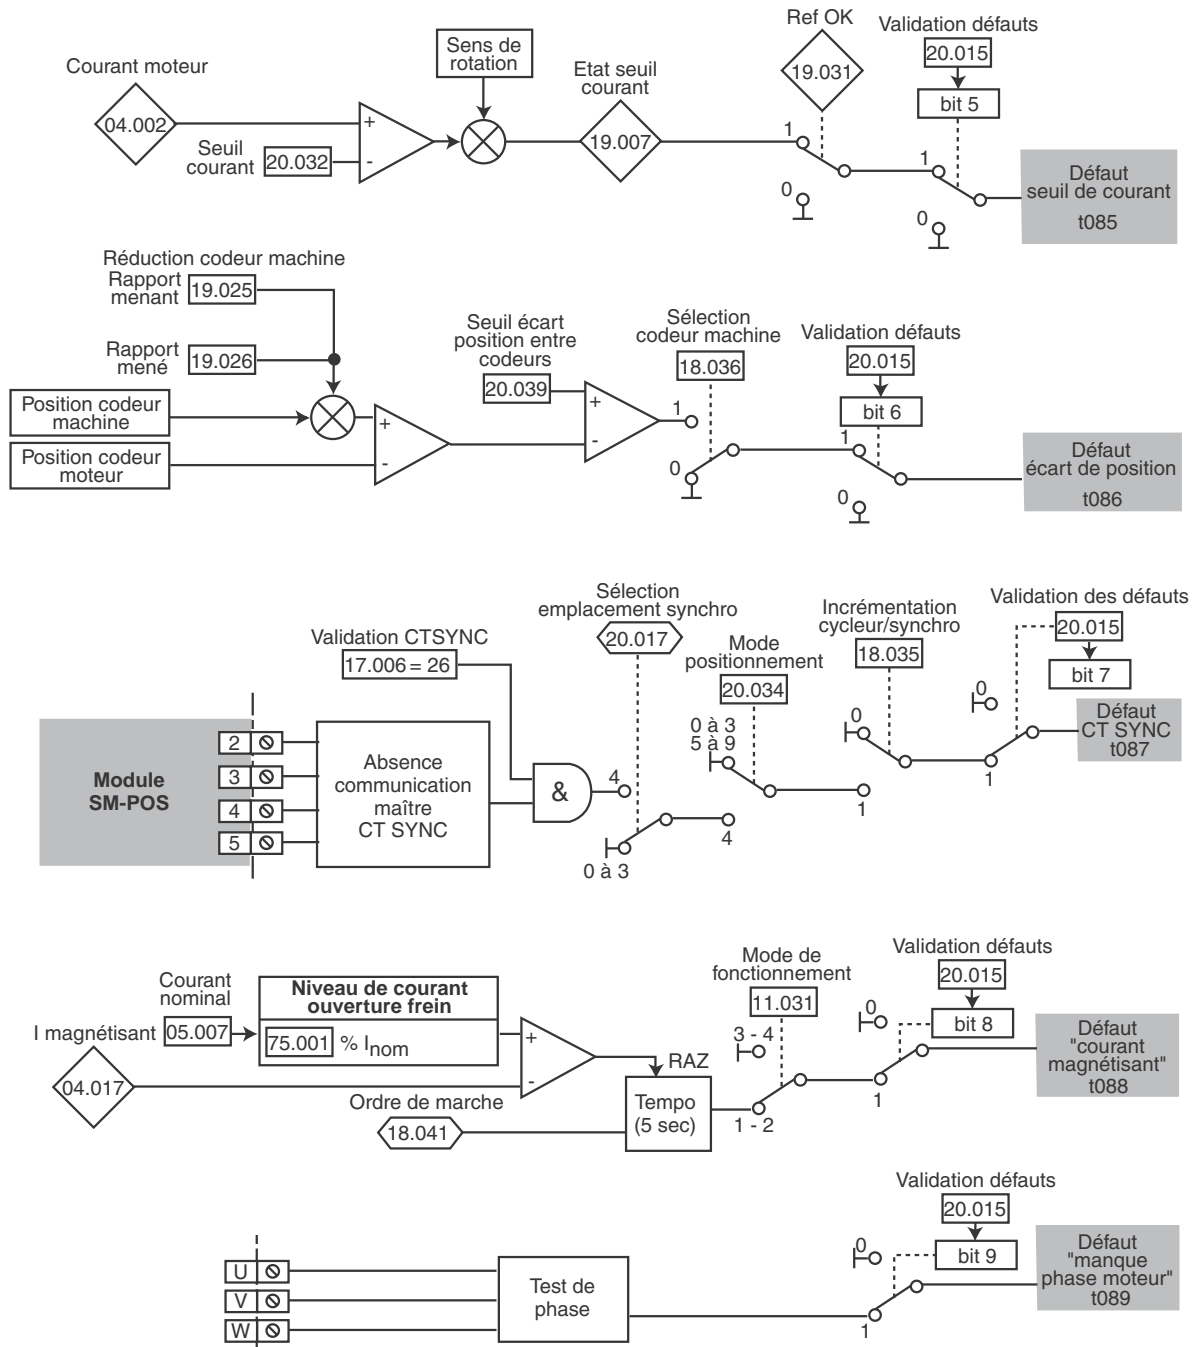 Ref OK
Validation défauts
20.015
bit 5
Sens de
rotation
Courant moteur
04.002
Etat seuil
courant
19.007
19.031
+
-
Seuil
courant
20.032
1
0
1
0
Défaut
seuil de courant
t085
Réduction codeur machine
Rapport
menant
19.025
Rapport
mené
19.026
Position codeur
machine
Position codeur
moteur
+
-
Seuil écart
position entre
codeurs
20.039
+
-
Sélection
codeur machine
18.036
1
0
Validation défauts
20.015
bit 6
1
0
Défaut
écart de position
t086
Sélection
emplacement synchro
20.017
Validation CTSYNC
17.006 = 26
Mode
positionnement
20.034
Incrémentation
cycleur/synchro
18.035
Validation des défauts
20.015
bit 7
Module
SM-POS
2
3
4
5
Absence
communication
maître
CT SYNC
&
4
0 à 3
0 à 3
5 à 9
4
0
1
0
1
Défaut
CT SYNC
t087
Courant
nominal
05.007
I magnétisant
04.017
Niveau de courant
ouverture frein
75.001 % Inom
+
-
RAZ
Ordre de marche
18.041
Tempo
(5 sec)
Mode de
fonctionnement
11.031
3 - 4
1 - 2
Validation défauts
20.015
bit 8
0
1
Défaut
"courant
magnétisant"
t088
U
V
W
Test de
phase
Validation défauts
20.015
bit 9
0
1
Défaut
"manque
phase moteur"
t089